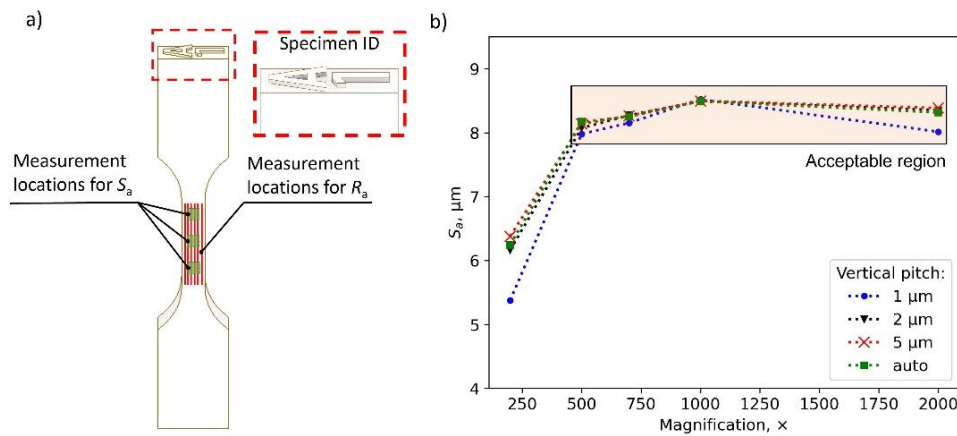 a)
Specimen ID
Measurement
locations for Sa
Measurement
locations for Ra
b)
9
8
7
6
5
4
Sa, μm
Acceptable region
Vertical pitch:
1 μm
2 μm
5 μm
auto
250 500 750 1000 1250 1500 1750 2000
Magnification, ×